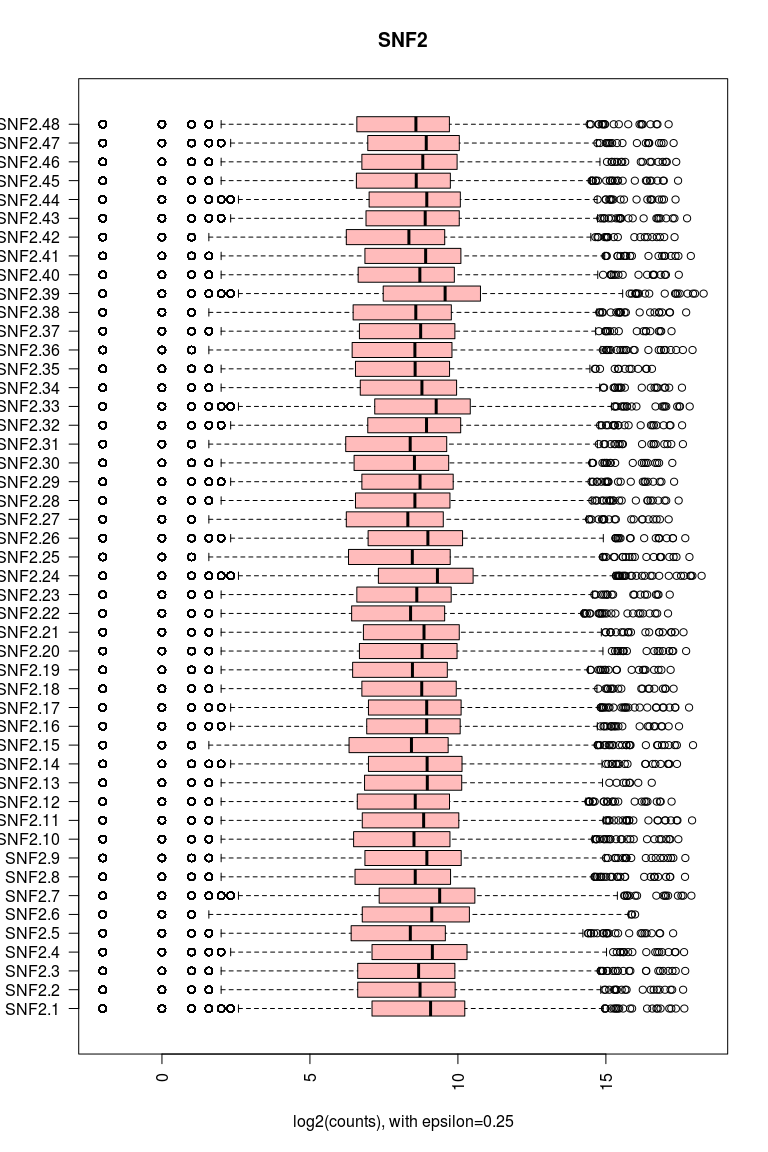 SNF2
SNF2.48
SNF2.47
SNF2.46
SNF2.45
SNF2.44
SNF2.43
SNF2.42
SNF2.41
SNF2.40
SNF2.39
SNF2.38
SNF2.37
SNF2.36
SNF2.35
SNF2.34
SNF2.33
SNF2.32
SNF2.31
SNF2.30
SNF2.29
SNF2.28
SNF2.27
SNF2.26
SNF2.25
SNF2.24
SNF2.23
SNF2.22
SNF2.21
SNF2.20
SNF2.19
SNF2.18
SNF2.17
SNF2.16
SNF2.15
SNF2.14
SNF2.13
SNF2.12
SNF2.11
SNF2.10
SNF2.9
SNF2.8
SNF2.7
SNF2.6
SNF2.5
SNF2.4
SNF2.3
SNF2.2
SNF2.1
0 5 10 15
log2(counts), with epsilon=0.25